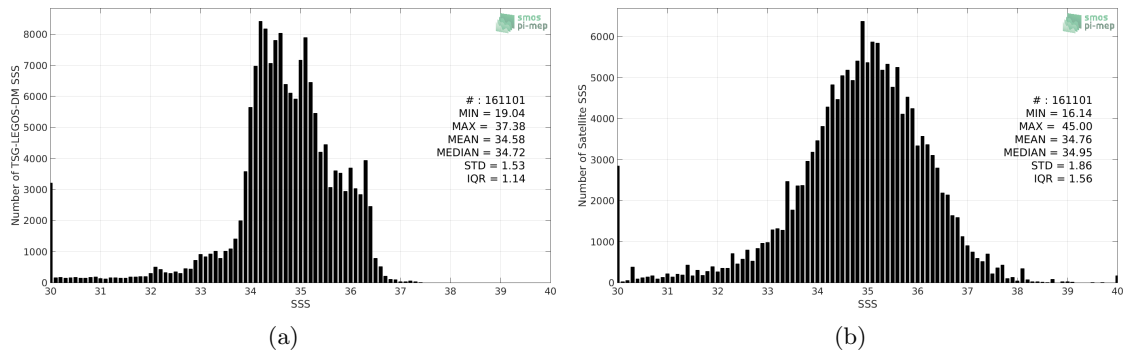 smos
pi-mep
Number of TSG-LEGOS-DM SSS
8000
7000
6000
5000
4000
3000
2000
1000
0
# : 161101
MIN = 19.04
MAX = 37.38
MEAN = 34.58
MEDIAN = 34.72
STD = 1.53
IQR = 1.14
30 31 32 33 34 35 36 37 38 39 40
SSS
(a)
smos
pi-mep
Number of Satellite SSS
6000
5000
4000
3000
2000
1000
0
# : 161101
MIN = 16.14
MAX = 45.00
MEAN = 34.76
MEDIAN = 34.95
STD = 1.86
IQR = 1.56
30 31 32 33 34 35 36 37 38 39 40
SSS
(b)